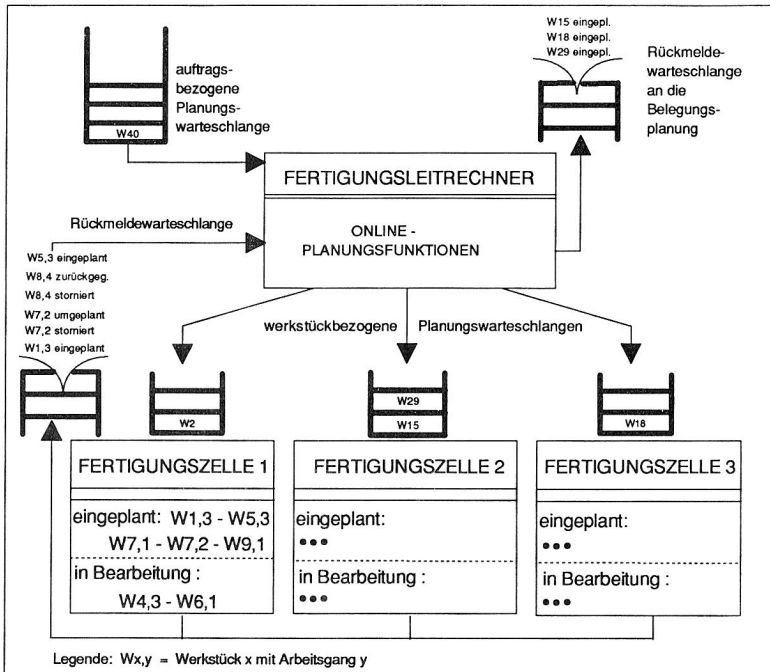 W15 eingepl.
W18 eingepl.
W29 eingepl.
auftrags-
bezogene
Planungs-
warteschlange
W40
Rückmelde-
warteschlange
an die
Belegungs-
planung
FERTIGUNGSLEITRECHNER
ONLINE -
PLANUNGSFUNKTIONEN
Rückmeldewarteschlange
W5,3 eingeplant
W8,4 zurückgeg.
W8,4 storniert
W7,2 umgeplant
W7,2 storniert
W1,3 eingeplant
werkstückbezogene Planungswarteschlangen
W2
W29
W15
W18
FERTIGUNGSZELLE 1
eingeplant: W1,3 - W5,3
W7,1 - W7,2 - W9,1
in Bearbeitung :
W4,3 - W6,1
FERTIGUNGSZELLE 2
eingeplant:
•••
in Bearbeitung :
•••
FERTIGUNGSZELLE 3
eingeplant:
•••
in Bearbeitung :
•••
Legende: Wx,y = Werkstück x mit Arbeitsgang y